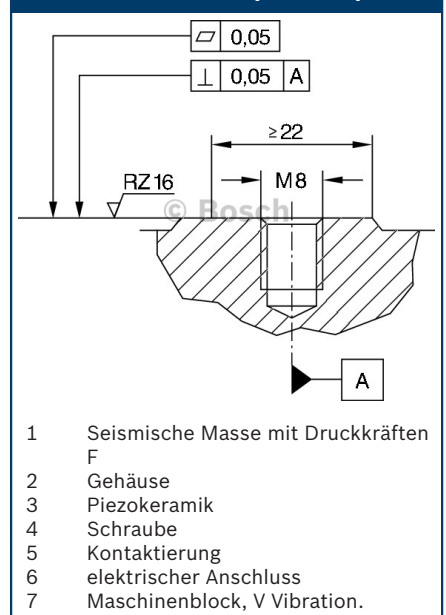 0,05
⊥ 0,05 A
≥22
RZ16
M8
© Bosch
A
1 Seismische Masse mit Druckkräften
F
2 Gehäuse
3 Piezokeramik
4 Schraube
5 Kontaktierung
6 elektrischer Anschluss
7 Maschinenblock, V Vibration.